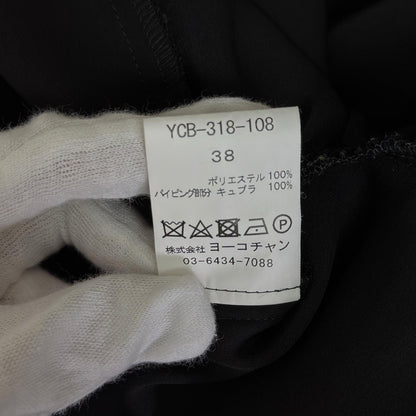 YCB-318-108
38
ポリエステル 100%
パイピング部分 キュプラ 100%
P
株式会社 ヨーコチャン
03-6434-7088